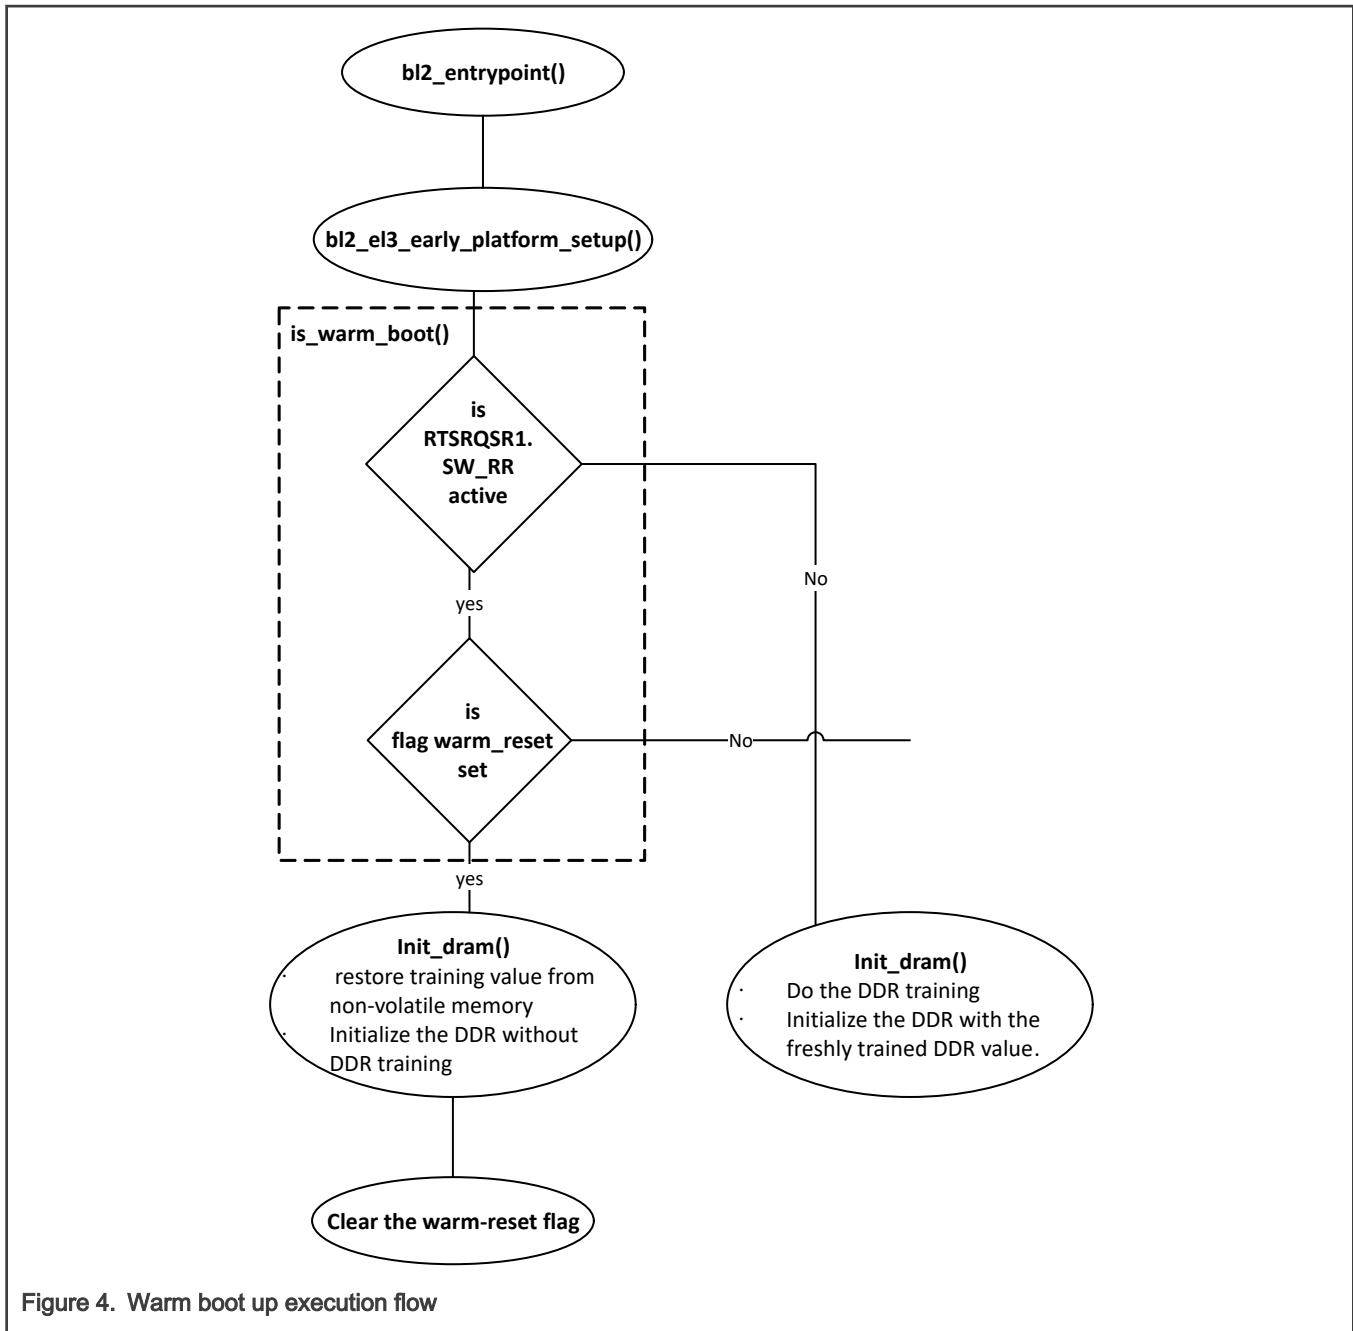 bl2_entrypoint()
bl2_el3_early_platform_setup()
is_warm_boot()
is
RTSRQSR1.
SW_RR
active
No
yes
is
flag warm_reset
set
No
yes
Init_dram()
· restore training value from
non-volatile memory
· Initialize the DDR without
DDR training
Init_dram()
· Do the DDR training
· Initialize the DDR with the
freshly trained DDR value.
Clear the warm-reset flag
Figure 4. Warm boot up execution flow